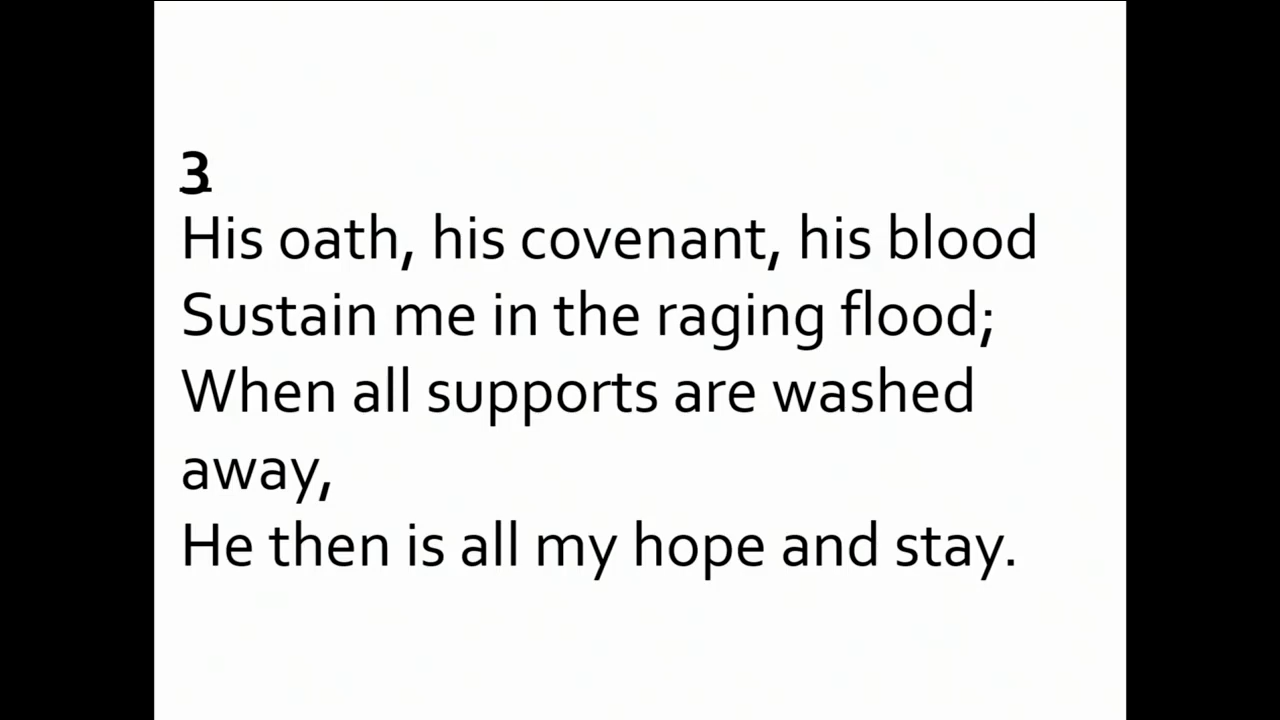 3
His oath, his covenant, his blood
Sustain me in the raging flood;
When all supports are washed
away,
He then is all my hope and stay.